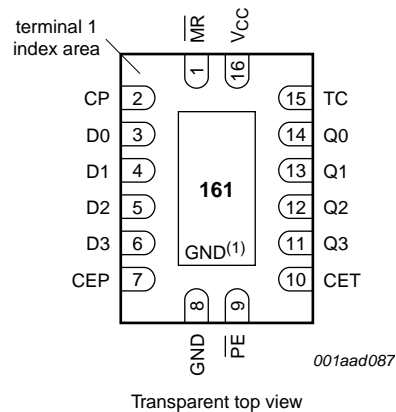 terminal 1
index area
M̅R̅
VCC
1
16
CP 2
15 TC
D0 3
14 Q0
D1 4
13 Q1
D2 5
12 Q2
D3 6
11 Q3
CEP 7
10 CET
161
GND(1)
8
9
GND
P̅E̅
001aad087
Transparent top view